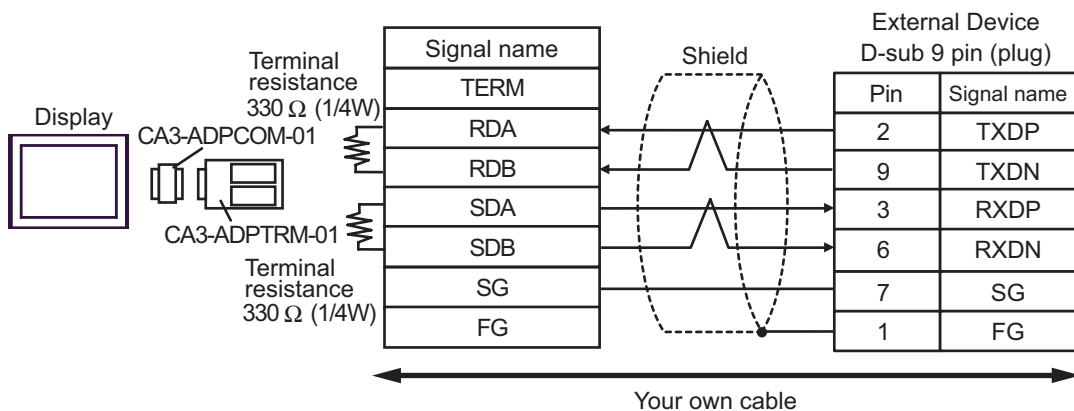 External Device
D-sub 9 pin (plug)
Shield
Terminal
resistance
330 Ω (1/4W)
Display
CA3-ADPCOM-01
CA3-ADPTRM-01
Terminal
resistance
330 Ω (1/4W)
Signal name
TERM
RDA
RDB
SDA
SDB
SG
FG
Pin Signal name
2 TXDP
9 TXDN
3 RXDP
6 RXDN
7 SG
1 FG
Your own cable